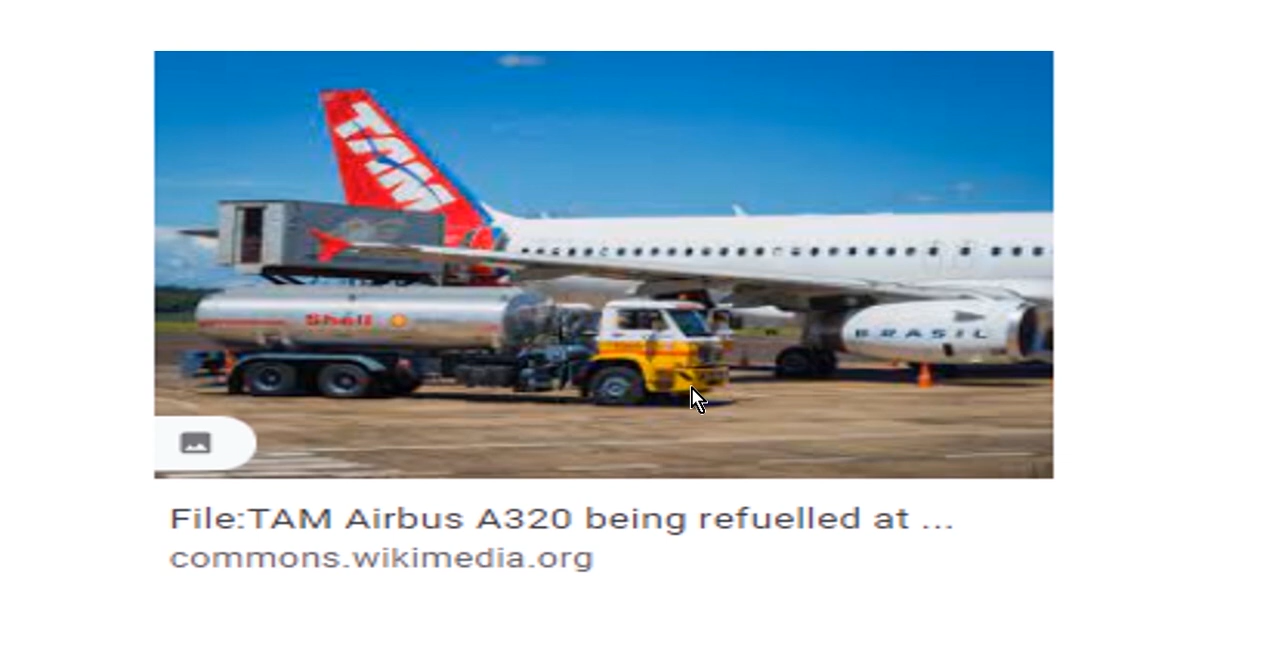 TAM
Shell
BRASIL
File:TAM Airbus A320 being refuelled at ...
commons.wikimedia.org